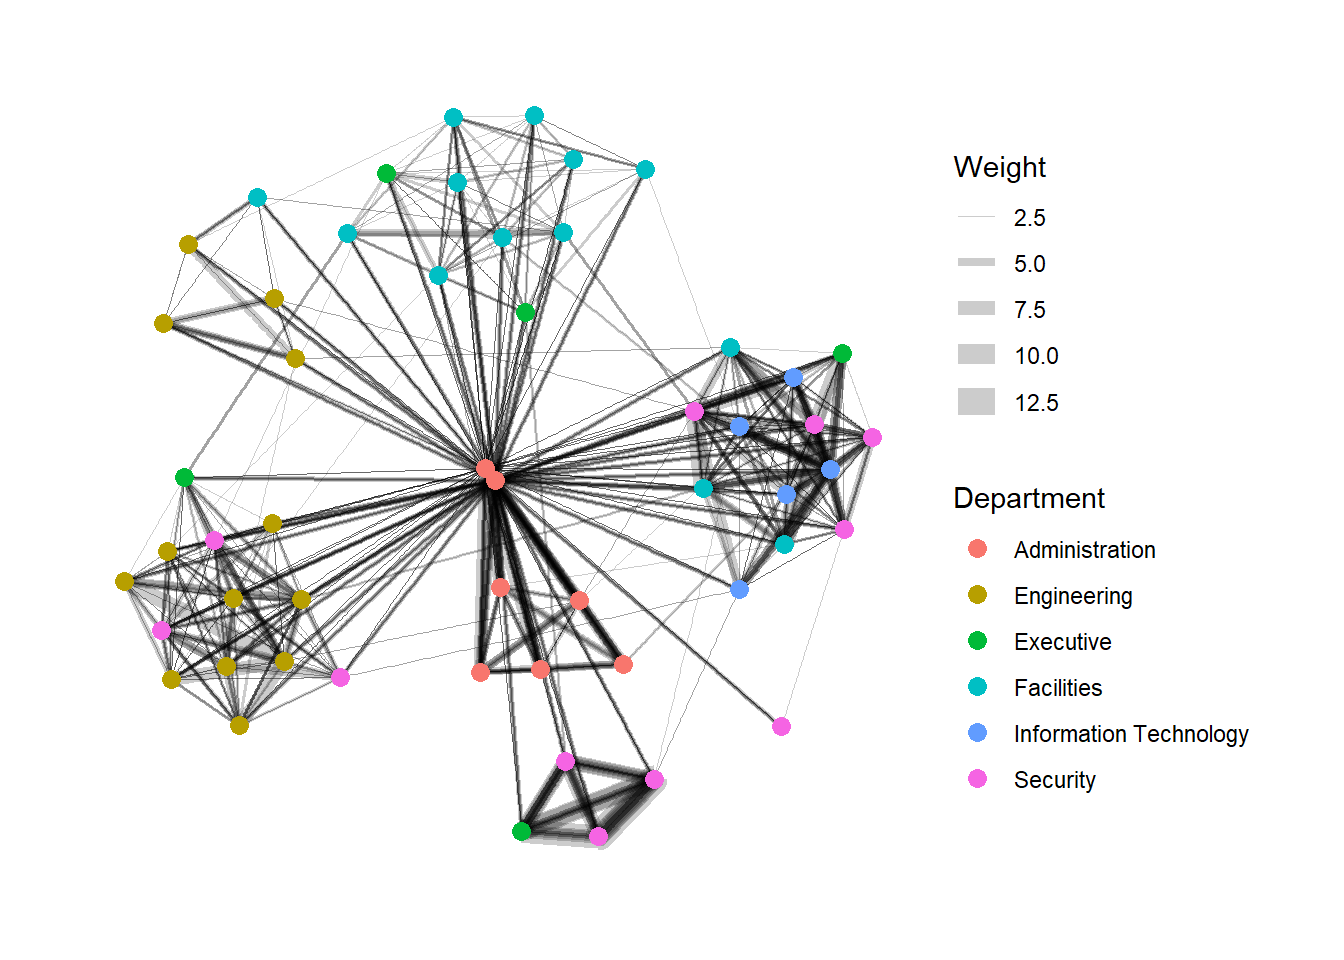 Weight
2.5
5.0
7.5
10.0
12.5
Department
Administration
Engineering
Executive
Facilities
Information Technology
Security